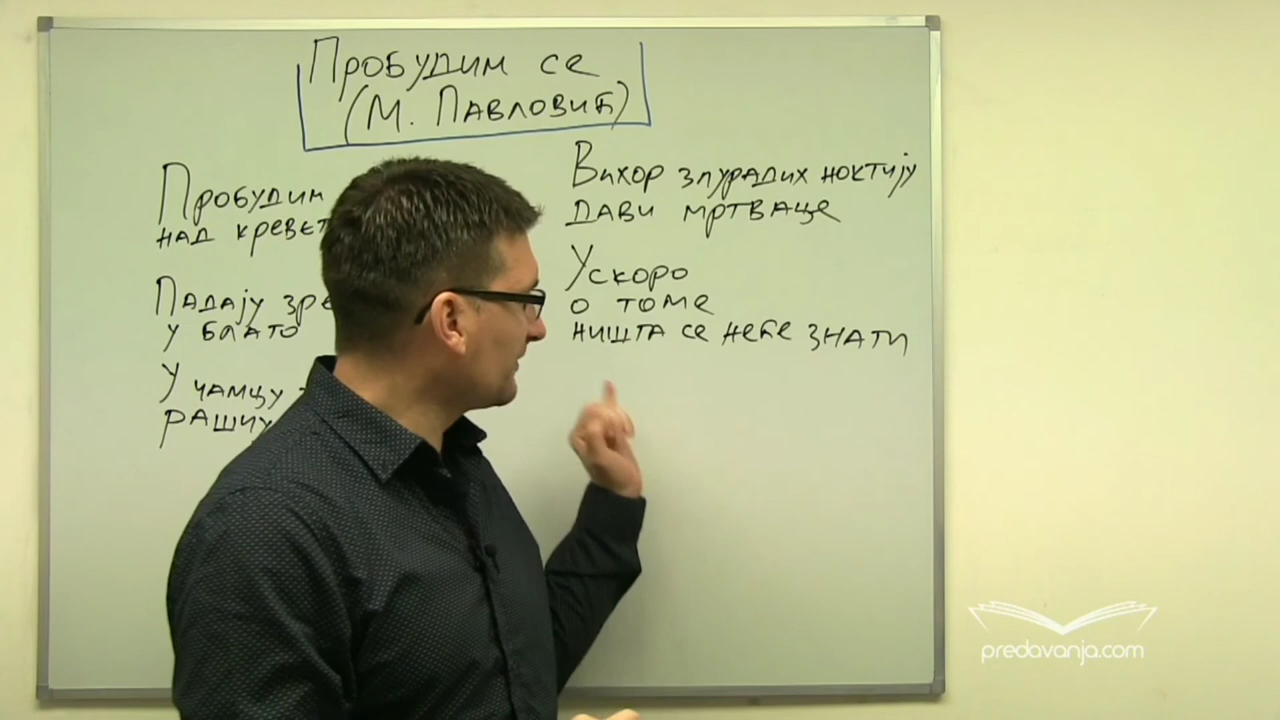 Пробудим се
(М. Павловић)
Пробудим
над кревет
Падају зре
у блато
У чамцу
рашчу
Вихор злурадих ноктију
дави мртваце
Ускоро
о томе
ништа се неће знати
predavanja.com